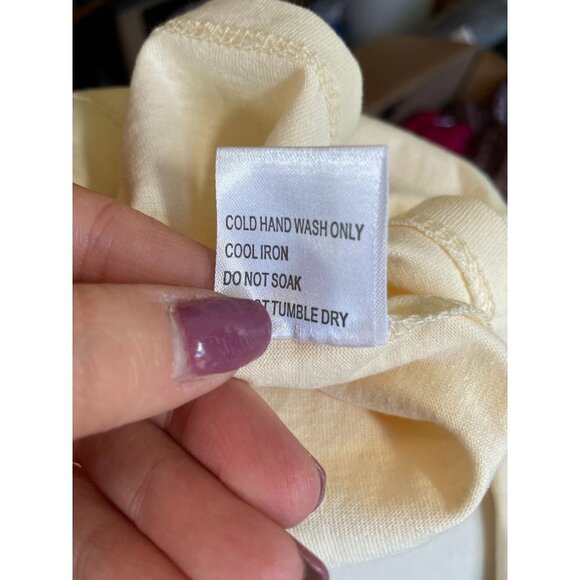 COLD HAND WASH ONLY
COOL IRON
DO NOT SOAK
TUMBLE DRY